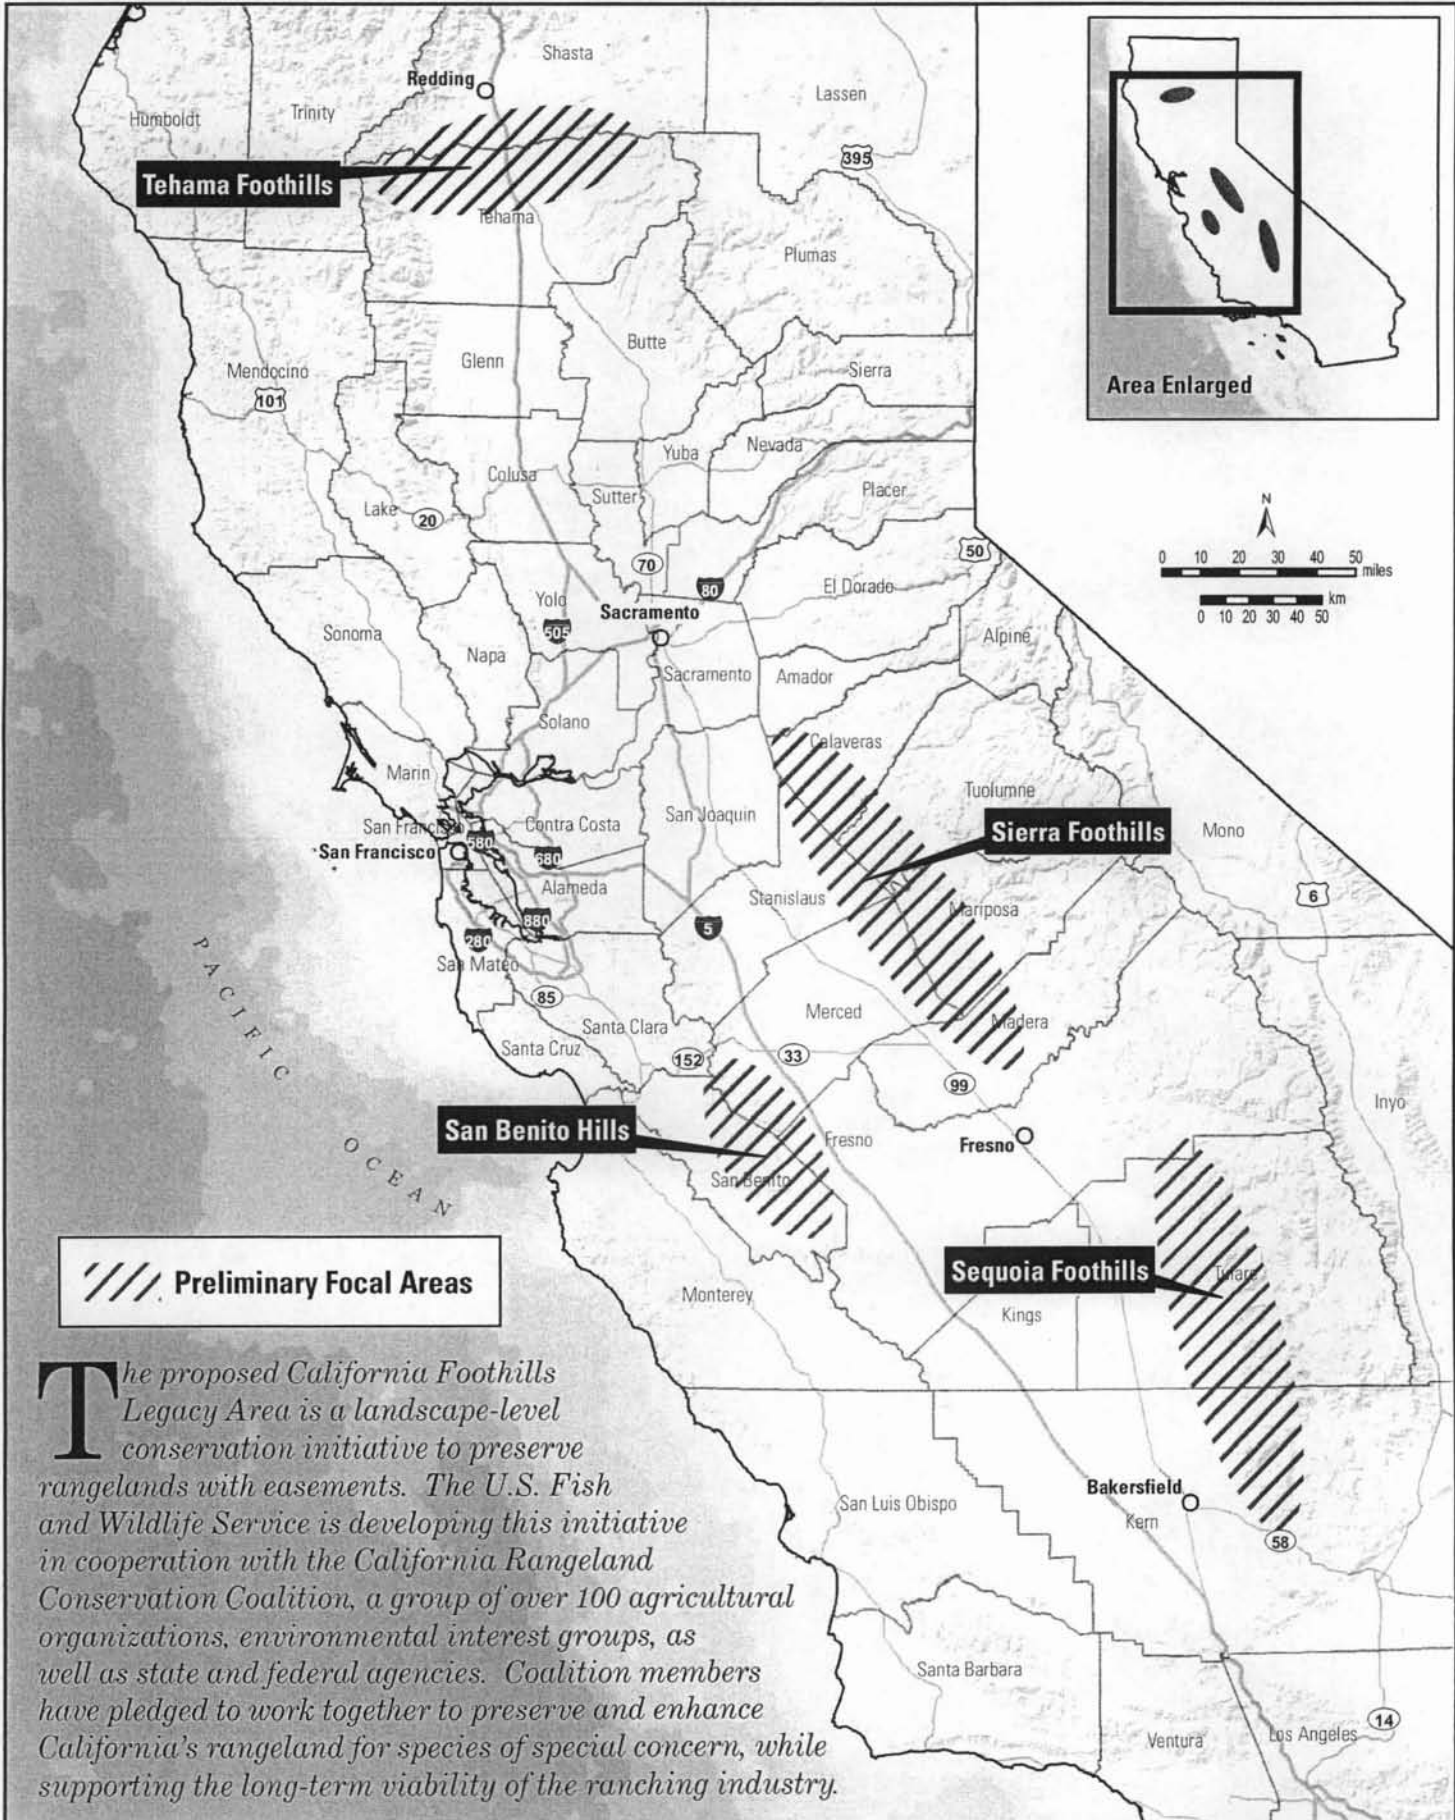 Shasta
Redding
Lassen
Humboldt
Trinity
395
Tehama Foothills
Tehama
Plumas
Butte
Glenn
Mendocino
101
Sierra
Nevada
Yuba
Colusa
Sutter
Placer
Lake
20
50
70
80
El Dorado
Yolo
Sacramento
505
Sonoma
Alpine
Napa
Sacramento
Amador
Solano
Calaveras
Marin
Tuolumne
San Francisco
Contra Costa
San Joaquin
Sierra Foothills
Mono
580
San Francisco
680
Alameda
Stanislaus
6
Mariposa
880
5
280
San Mateo
85
Merced
Santa Clara
Madera
Santa Cruz
152
33
99
Inyo
San Benito Hills
Fresno
Fresno
San Benito
PACIFIC
OCEAN
Sequoia Foothills
Tulare
Monterey
Kings
Bakersfield
San Luis Obispo
Kern
58
Santa Barbara
14
Ventura
Los Angeles
Area Enlarged
N
0 10 20 30 40 50
miles
km
0 10 20 30 40 50
Preliminary Focal Areas
The proposed California Foothills
Legacy Area is a landscape-level
conservation initiative to preserve
rangelands with easements. The U.S. Fish
and Wildlife Service is developing this initiative
in cooperation with the California Rangeland
Conservation Coalition, a group of over 100 agricultural
organizations, environmental interest groups, as
well as state and federal agencies. Coalition members
have pledged to work together to preserve and enhance
California's rangeland for species of special concern, while
supporting the long-term viability of the ranching industry.